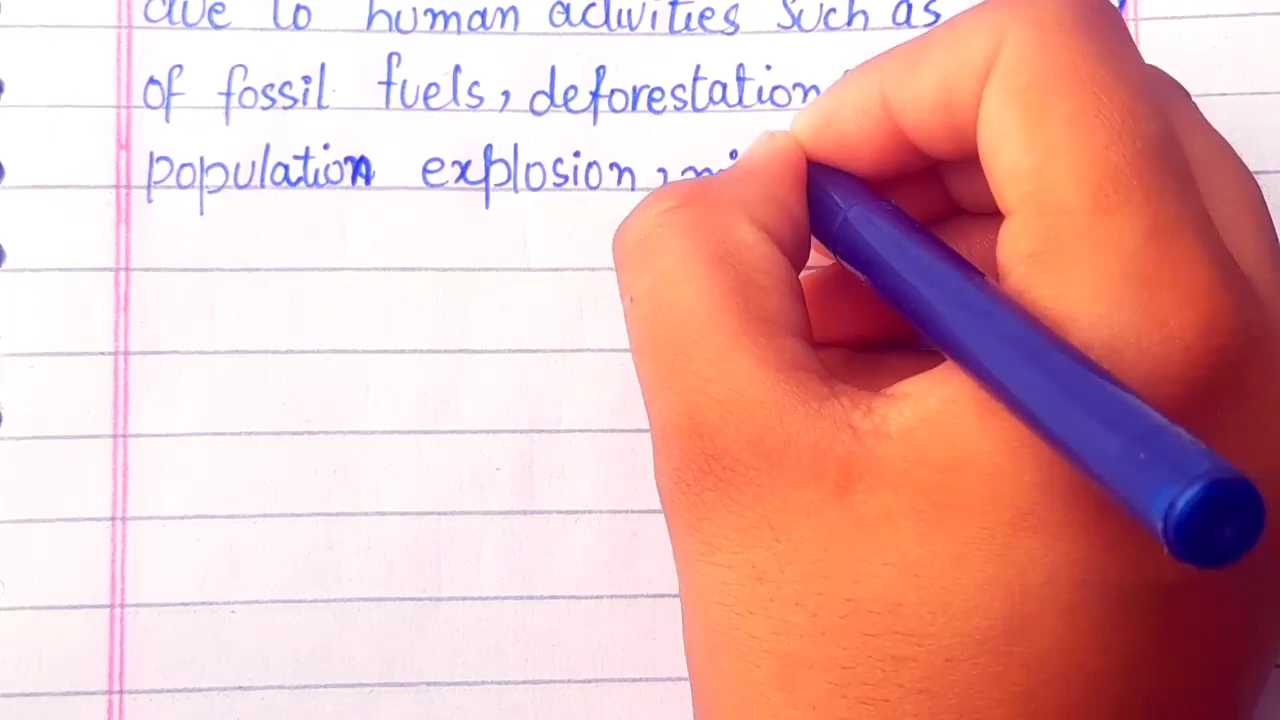 due to human activities such as
of fossil fuels, deforestation
population explosion,